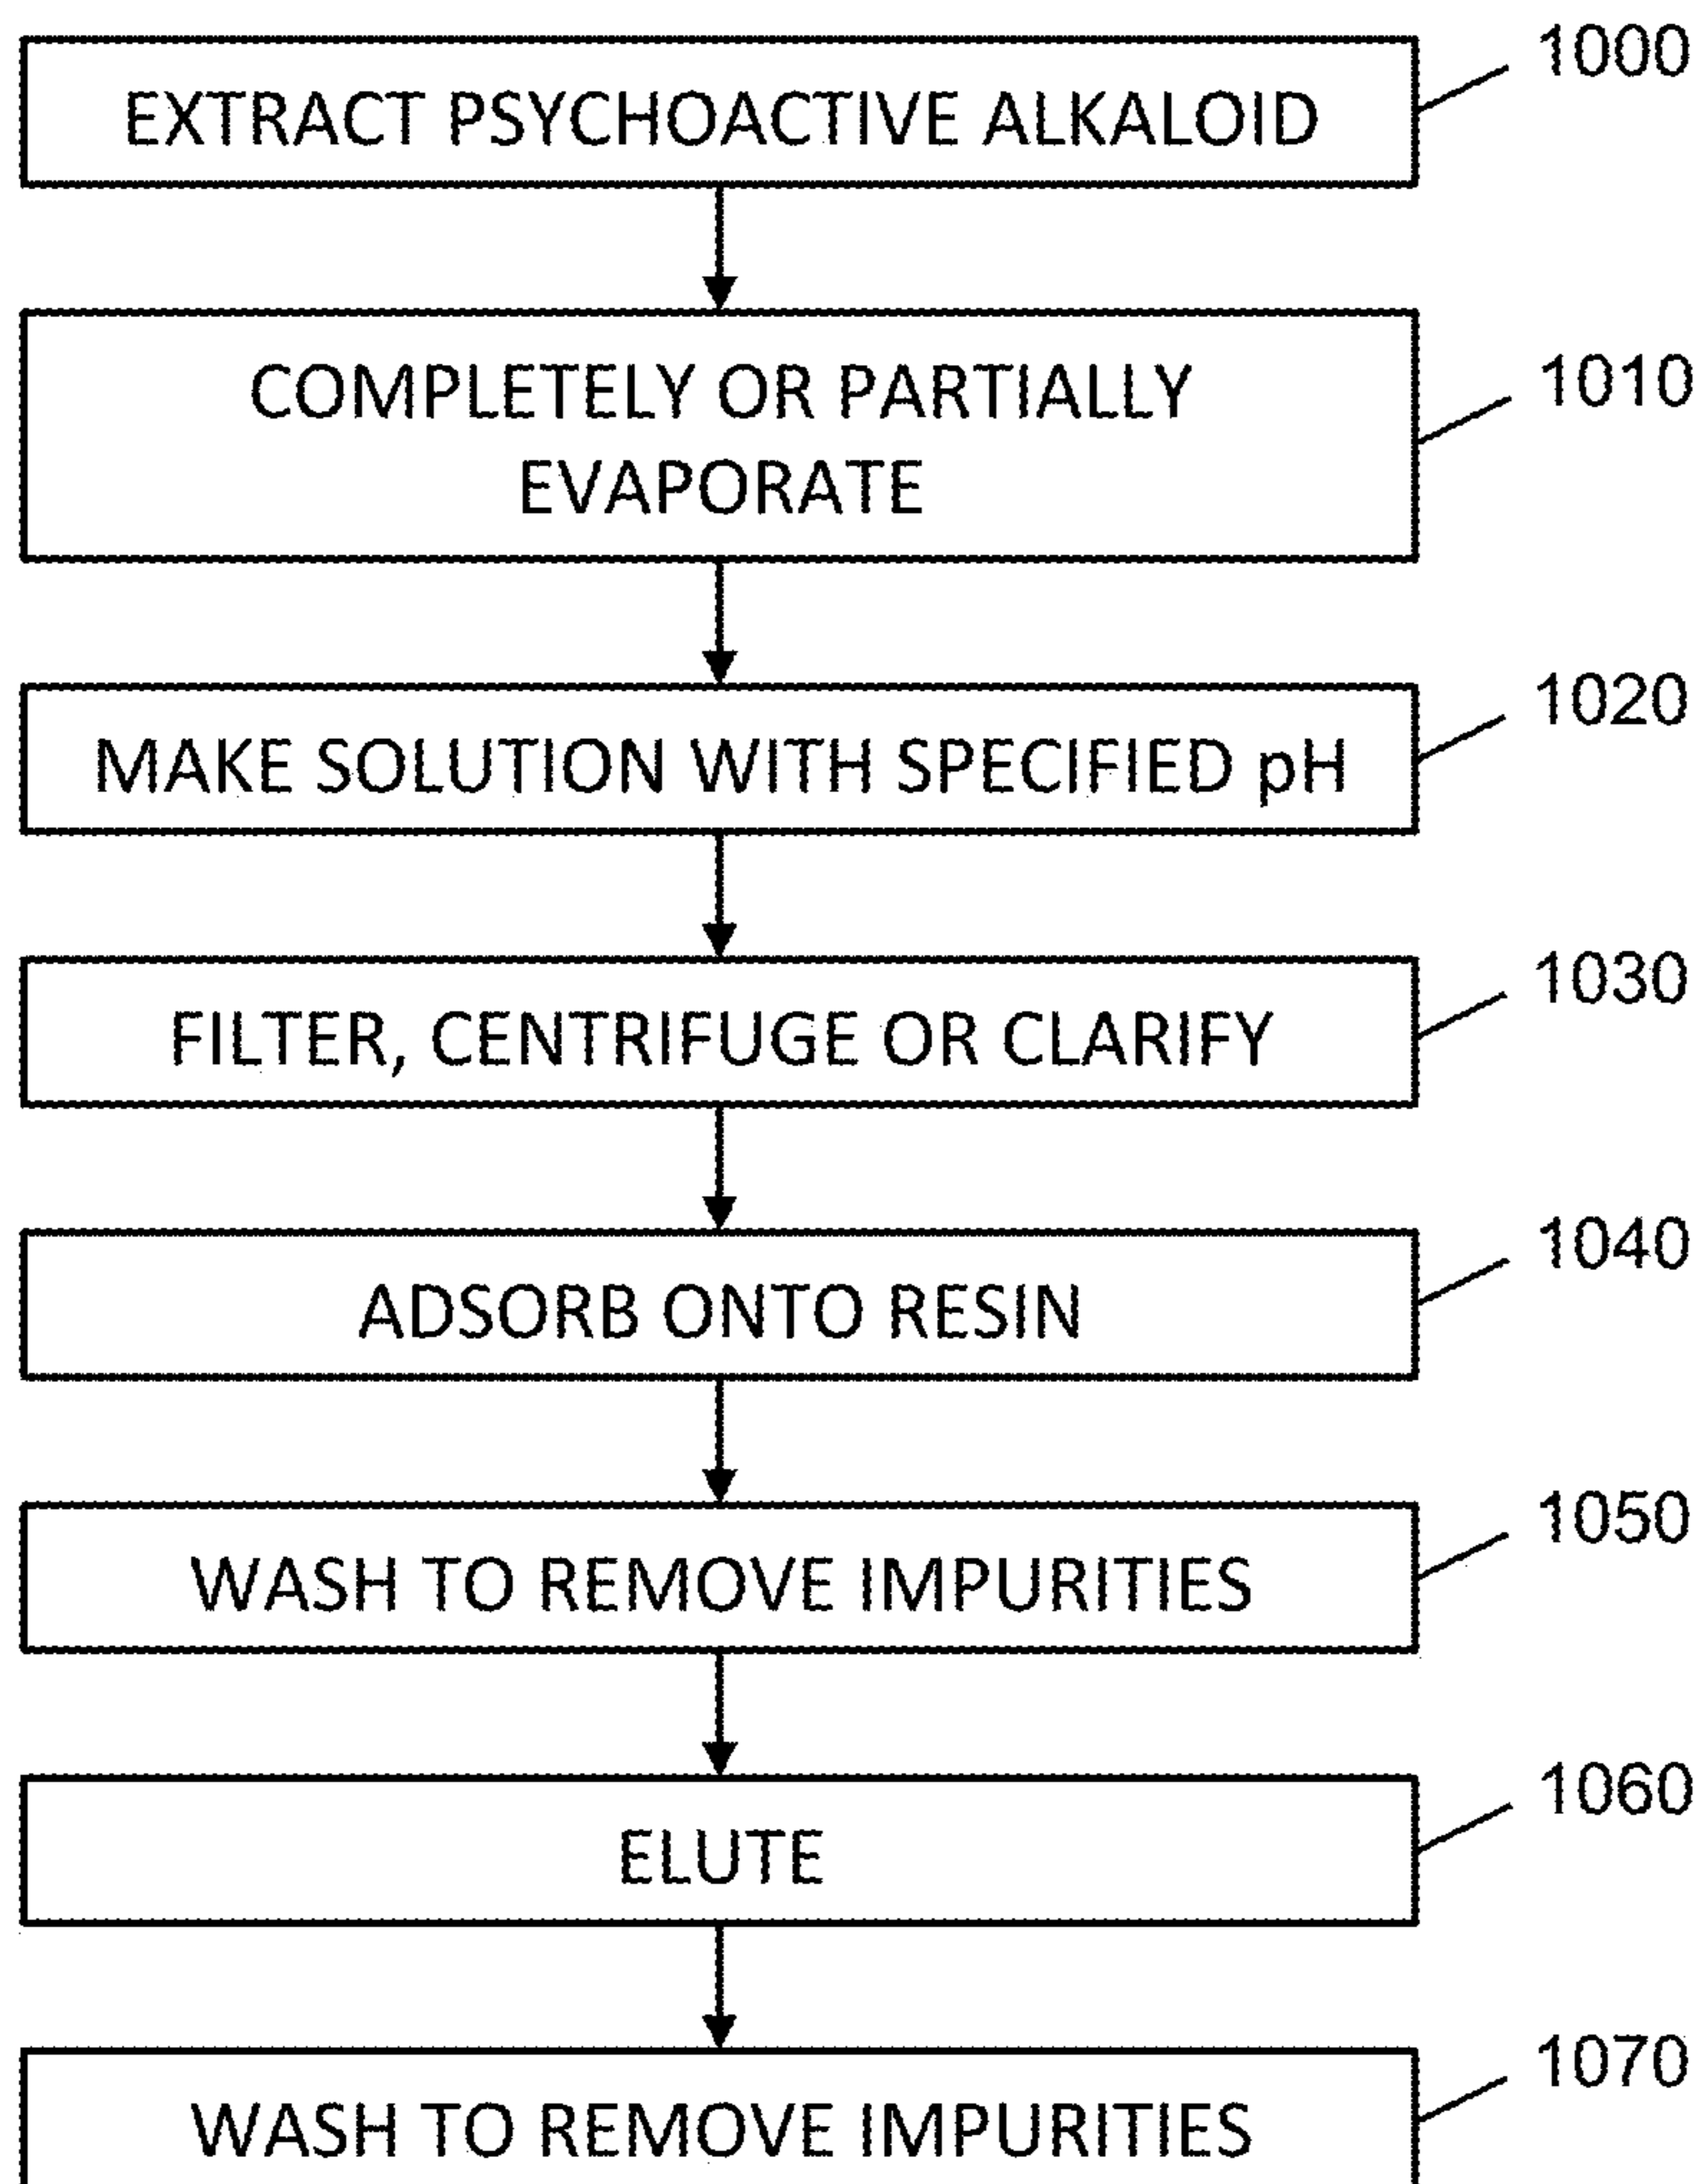 1000
EXTRACT PSYCHOACTIVE ALKALOID
1010
COMPLETELY OR PARTIALLY
EVAPORATE
1020
MAKE SOLUTION WITH SPECIFIED pH
1030
FILTER, CENTRIFUGE OR CLARIFY
1040
ADSORB ONTO RESIN
1050
WASH TO REMOVE IMPURITIES
1060
ELUTE
1070
WASH TO REMOVE IMPURITIES